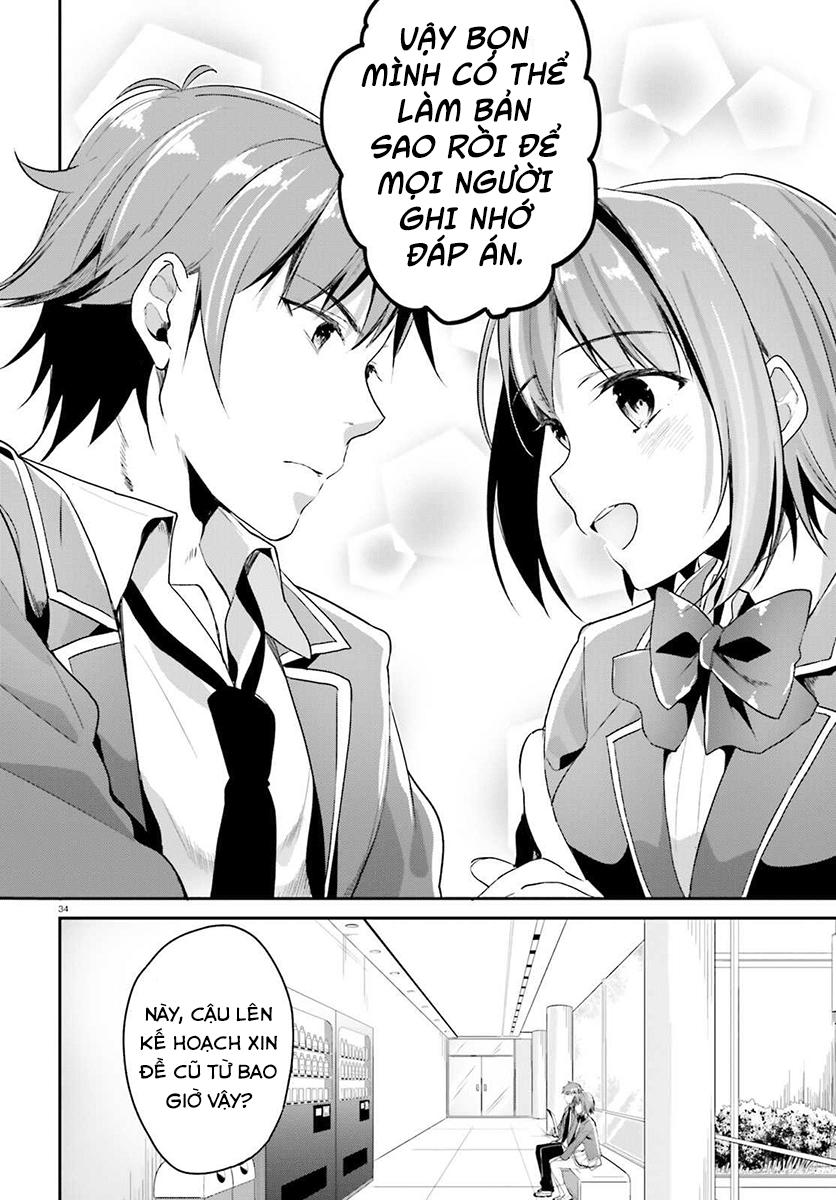 VẬY BỌN
MÌNH CÓ THỂ
LÀM BẢN
SAO RỒI ĐỂ
MỌI NGƯỜI
GHI NHỚ
ĐÁP ÁN.
34
NÀY, CẬU LÊN
KẾ HOẠCH XIN
ĐỀ CŨ TỪ BAO
GIỜ VẬY?